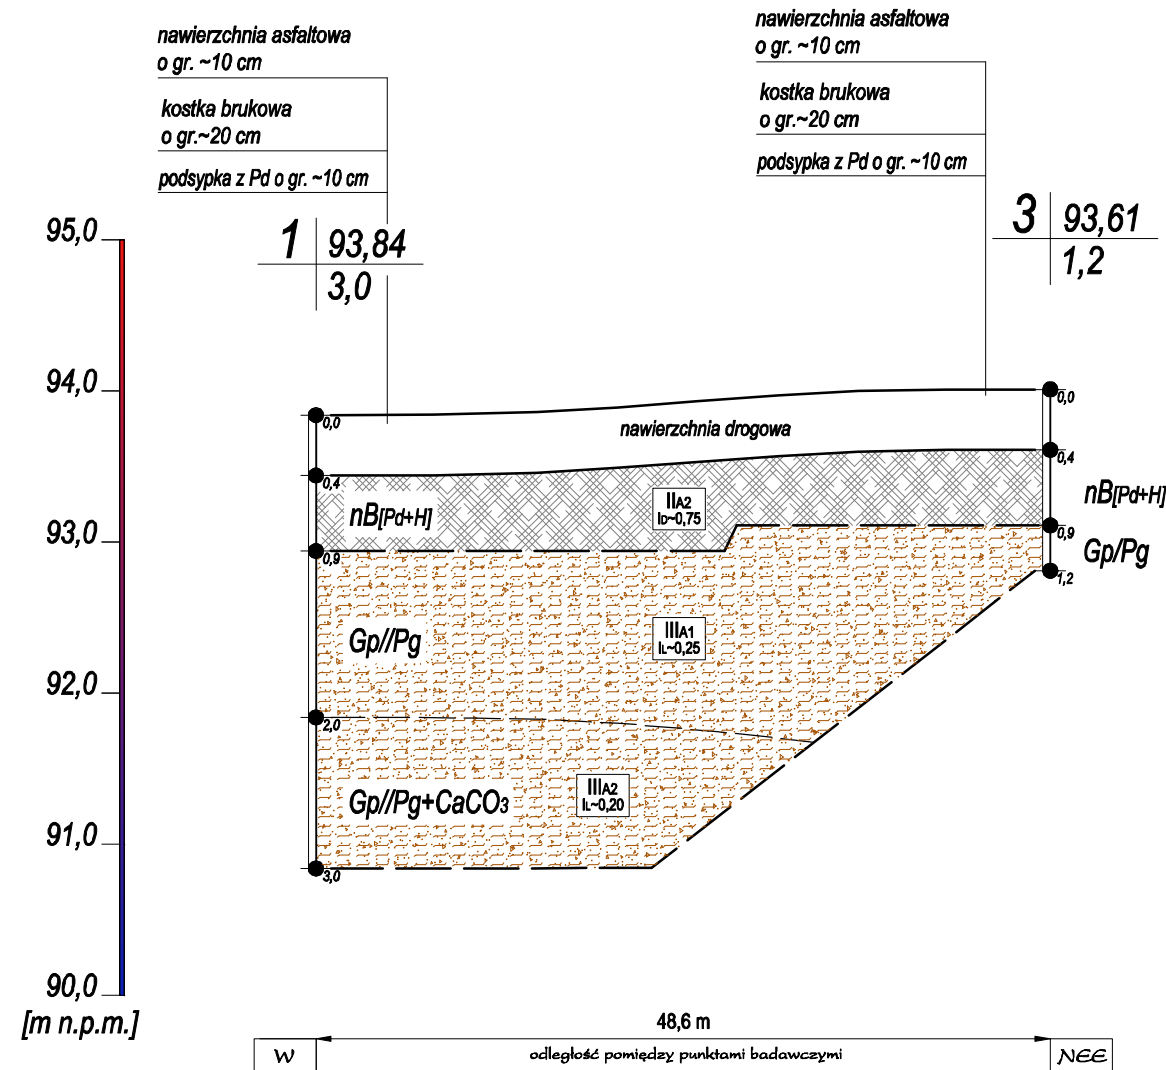 nawierzchnia asfaltowa
o gr. ~10 cm
kostka brukowa
o gr.~20 cm
podsypka z Pd o gr. ~10 cm
nawierzchnia asfaltowa
o gr. ~10 cm
kostka brukowa
o gr.~20 cm
podsypka z Pd o gr. ~10 cm
1 93,84
3,0
3 93,61
1,2
95,0
94,0
93,0
92,0
91,0
90,0
[m n.p.m.]
0,0
0,4
0,9
2,0
3,0
nawierzchnia drogowa
nB[Pd+H]
IIA2
ID~0,75
Gp//Pg
IIIA1
IL~0,25
Gp//Pg+CaCO3
IIIA2
IL~0,20
0,0
0,4
0,9
1,2
nB[Pd+H]
Gp/Pg
48,6 m
W
odległość pomiędzy punktami badawczymi
NEE